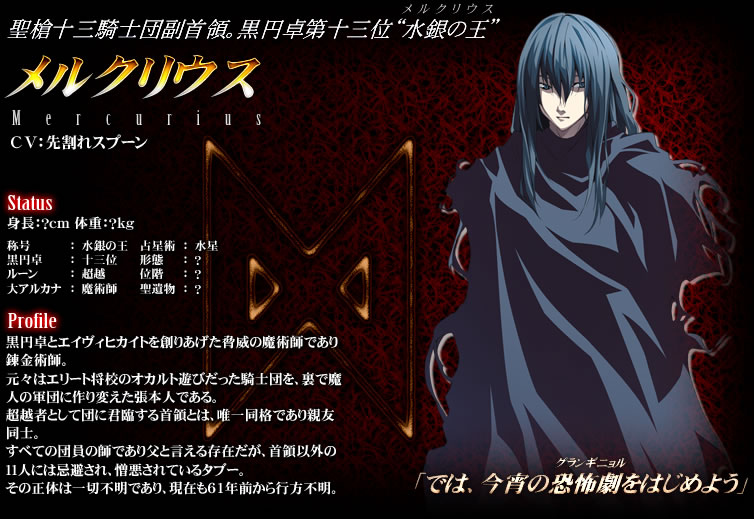 メルクリウス
聖槍十三騎士団副首領。黒円卓第十三位“水銀の王”
メルクリウス
Mercurius
CV:先割れスプーン
Status
身長:?cm 体重:?kg
称号 : 水銀の王 占星術 : 水星
黒円卓 : 十三位 形態 : ?
ルーン : 超越 位階 : ?
大アルカナ : 魔術師 聖遺物 : ?
Profile
黒円卓とエイヴィヒカイトを創りあげた脅威の魔術師であり
錬金術師。
元々はエリート将校のオカルト遊びだった騎士団を、裏で魔
人の軍団に作り変えた張本人である。
超越者として団に君臨する首領とは、唯一同格であり親友
同士。
すべての団員の師であり父と言える存在だが、首領以外の
11人には忌避され、憎悪されているタブー。
その正体は一切不明であり、現在も61年前から行方不明。
グランギニョル
「では、今宵の恐怖劇をはじめよう」